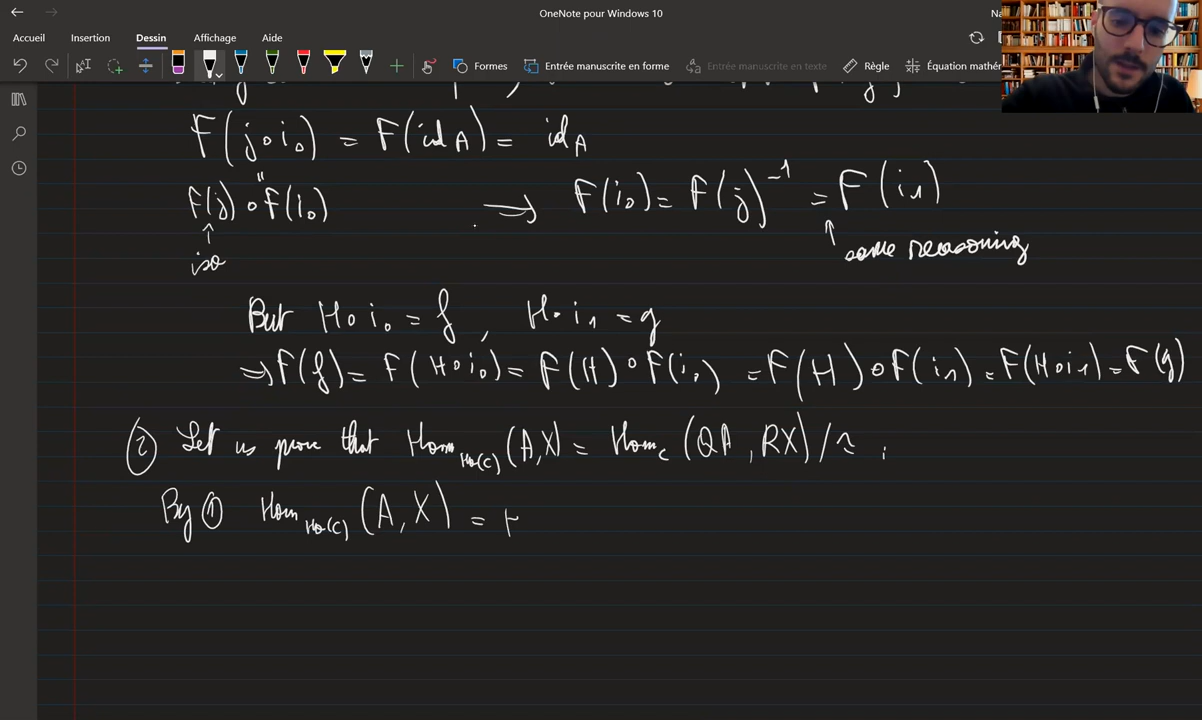 OneNote pour Windows 10
Accueil Insertion Dessin Affichage Aide
Formes Entrée manuscrite en forme Entrée manuscrite en texte Règle Équation mathé
F(j∘i₀) = F(id_A) = id_A
F(j)∘F(i₀) → F(i₀) = F(j)⁻¹ = F(i₁)
iso
same reasoning
But H∘i₀ = f, H∘i₁ = g
⇒ F(f) = F(H∘i₀) = F(H)∘F(i₀) = F(H)∘F(i₁) = F(H∘i₁) = F(g)
② Let us prove that Hom_Ho(C)(A,X) = Hom_C(QA, RX)/~
By ① Hom_Ho(C)(A,X) =